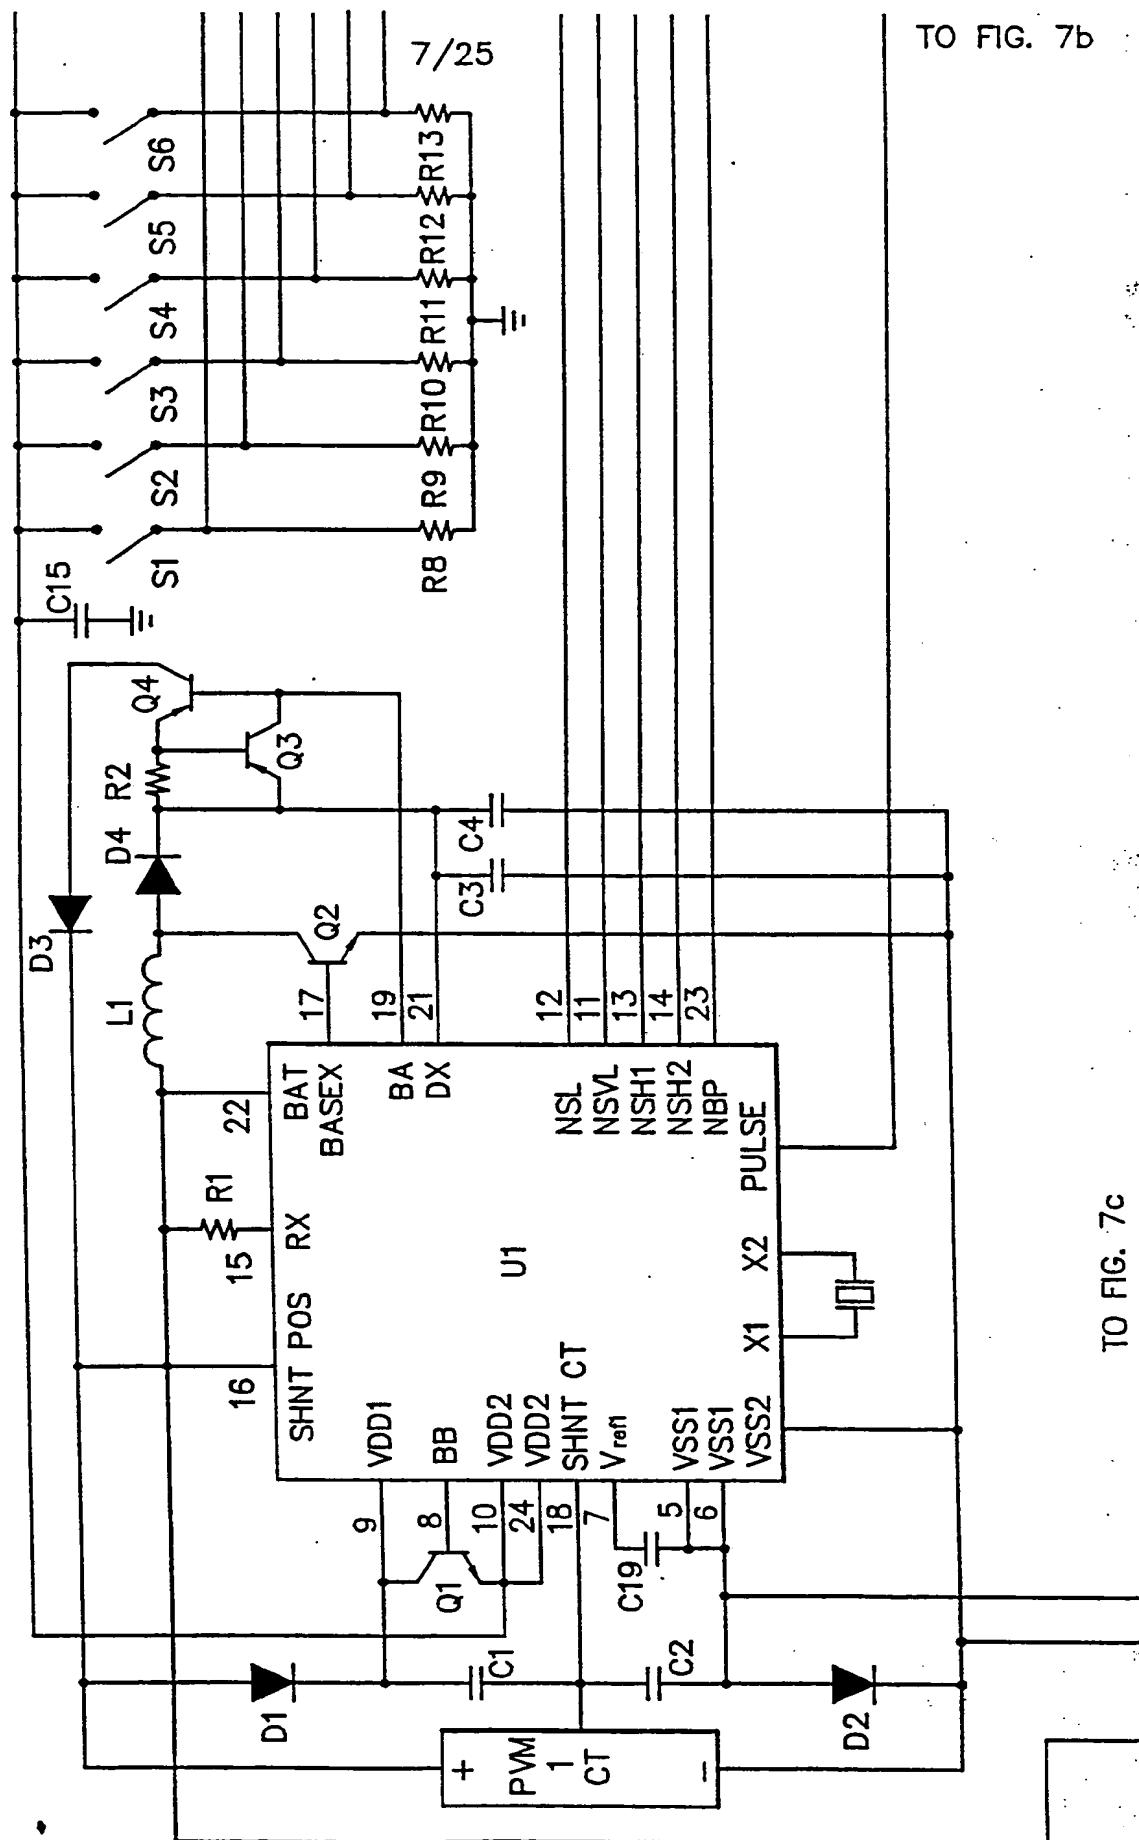 TO FIG. 7b
7/25
S6
S5
S4
S3
S2
S1
R13
R12
R11
R10
R9
R8
C15
Q4
Q3
R2
D4
D3
C4
C3
Q2
L1
17
19
21
12
11
13
14
23
22
BAT
BASEX
BA
DX
NSL
NSVL
NSH1
NSH2
NBP
PULSE
R1
15
RX
U1
X2
X1
TO FIG. 7c
16
SHNT POS
VDD1
BB
VDD2
VDD2
SHNT CT
Vref1
VSS1
VSS1
VSS2
9
8
10
24
18
7
5
6
Q1
C19
C1
C2
D1
D2
+
PVM
1
CT
−